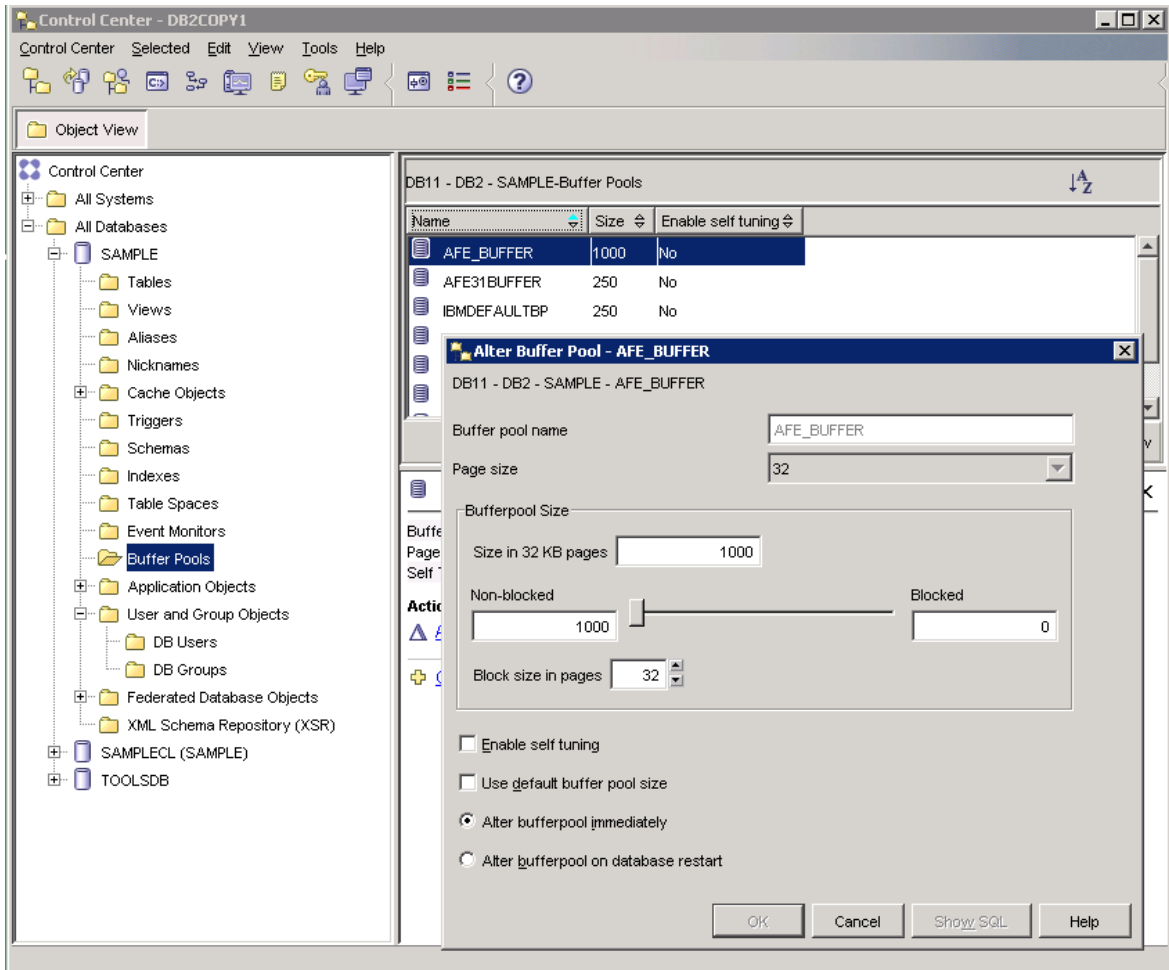 Control Center - DB2COPY1
Control Center Selected Edit View Tools Help
Object View
Control Center
All Systems
All Databases
SAMPLE
Tables
Views
Aliases
Nicknames
Cache Objects
Triggers
Schemas
Indexes
Table Spaces
Event Monitors
Buffer Pools
Application Objects
User and Group Objects
DB Users
DB Groups
Federated Database Objects
XML Schema Repository (XSR)
SAMPLECL (SAMPLE)
TOOLSDB
DB11 - DB2 - SAMPLE-Buffer Pools
Name Size Enable self tuning
AFE_BUFFER 1000 No
AFE31BUFFER 250 No
IBMDEFAULTBP 250 No
Buffe
Page
Self
Actio
Alter Buffer Pool - AFE_BUFFER
DB11 - DB2 - SAMPLE - AFE_BUFFER
Buffer pool name AFE_BUFFER
Page size 32
Bufferpool Size
Size in 32 KB pages 1000
Non-blocked Blocked
1000 0
Block size in pages 32
Enable self tuning
Use default buffer pool size
Alter bufferpool immediately
Alter bufferpool on database restart
OK Cancel Show SQL Help